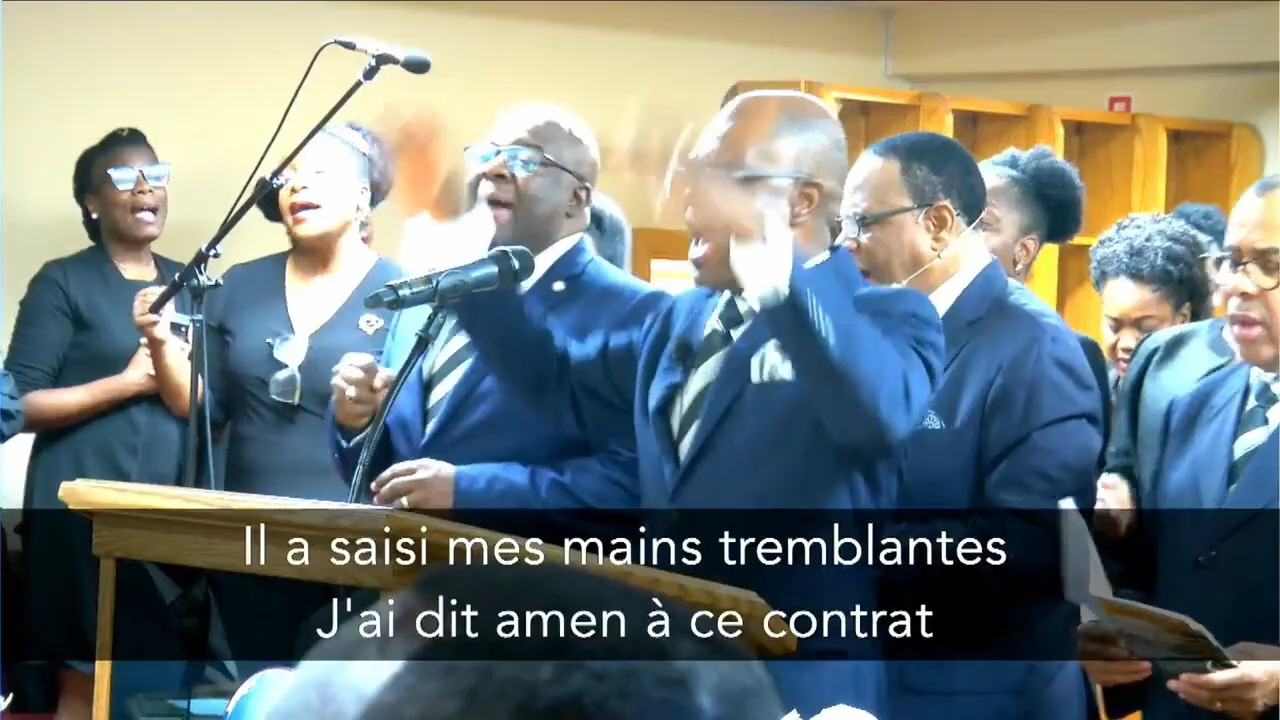 Il a saisi mes mains tremblantes
J'ai dit amen à ce contrat